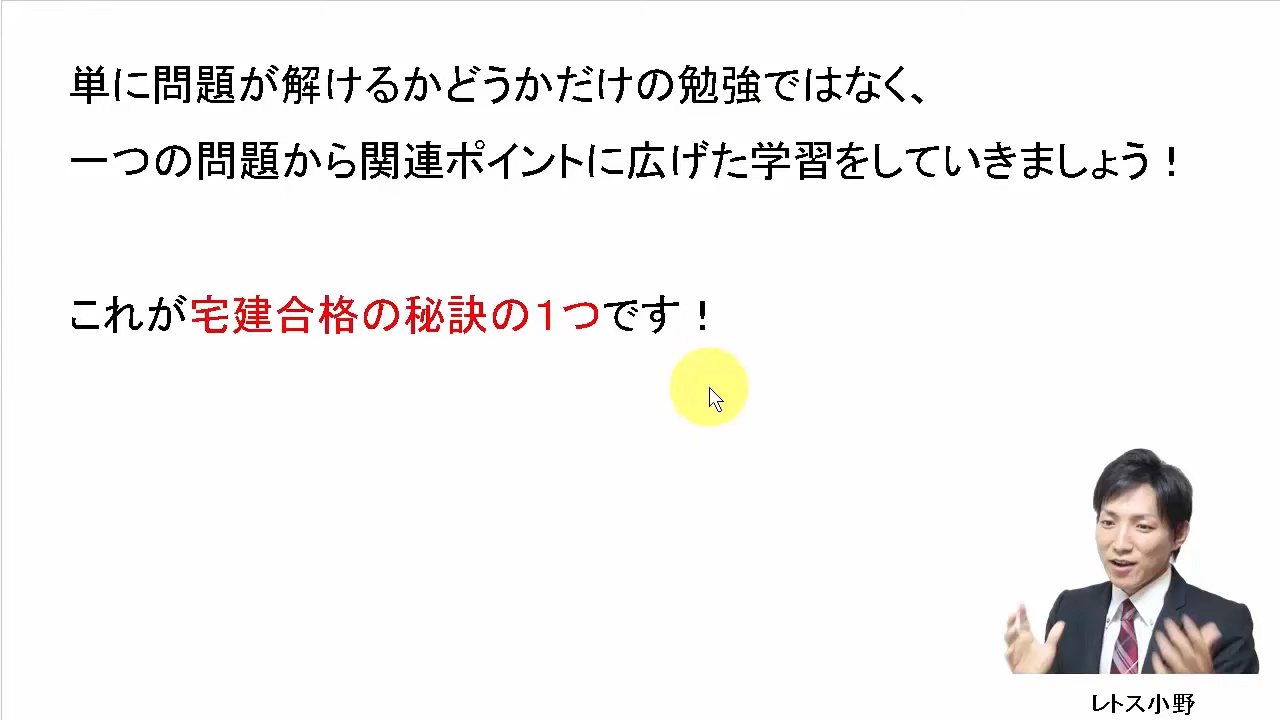 単に問題が解けるかどうかだけの勉強ではなく、
一つの問題から関連ポイントに広げた学習をしていきましょう！
これが宅建合格の秘訣の１つです！
レトス小野